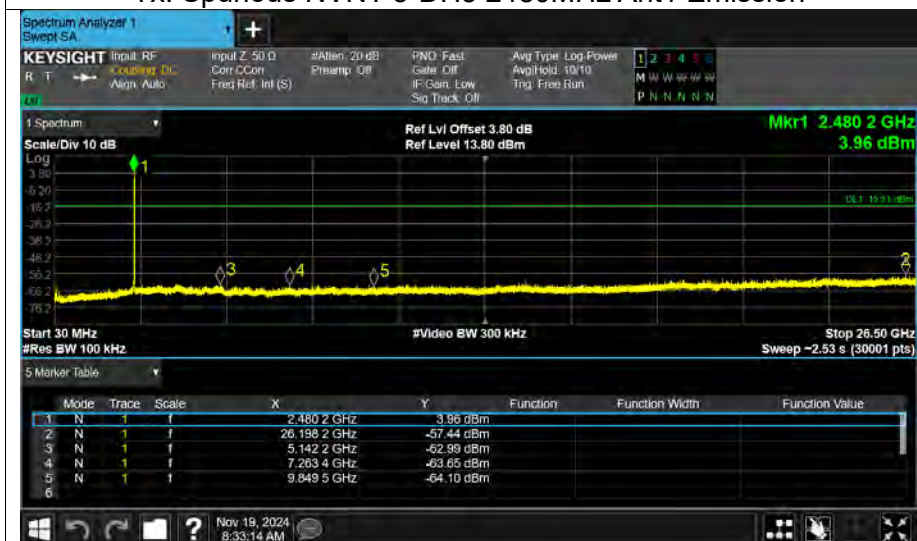 Tx. Spurious NVNT 3-DH5 2480MHz Ant1 Emission
Spectrum Analyzer 1
Swept SA
KEYSIGHT Input: RF
R T Coupling: DC
Align: Auto
Input Z: 50 Ω
Corr CCorr
Freq Ref: Int (S)
#Atten: 20 dB
Preamp: Off
PNO: Fast
Gate: Off
IF Gain: Low
Sig Track: Off
Avg Type: Log-Power
Avg|Hold: 10/10
Trig: Free Run
1 2 3 4 5 6
M W W W W W
P N N N N N
1 Spectrum
Scale/Div 10 dB
Ref Lvl Offset 3.80 dB
Ref Level 13.80 dBm
Mkr1 2.480 2 GHz
3.96 dBm
Log
3.80
-6.20
-16.2
-26.2
-36.2
-46.2
-56.2
-66.2
-76.2
1
3
4
5
2
Start 30 MHz
#Res BW 100 kHz
#Video BW 300 kHz
Stop 26.50 GHz
Sweep ~2.53 s (30001 pts)
5 Marker Table
Mode Trace Scale X Y Function Function Width Function Value
1 N 1 f 2.480 2 GHz 3.96 dBm
2 N 1 f 26.198 2 GHz -57.44 dBm
3 N 1 f 5.142 2 GHz -62.99 dBm
4 N 1 f 7.263 4 GHz -63.65 dBm
5 N 1 f 9.849 5 GHz -64.10 dBm
6
? Nov 19, 2024
8:33:14 AM